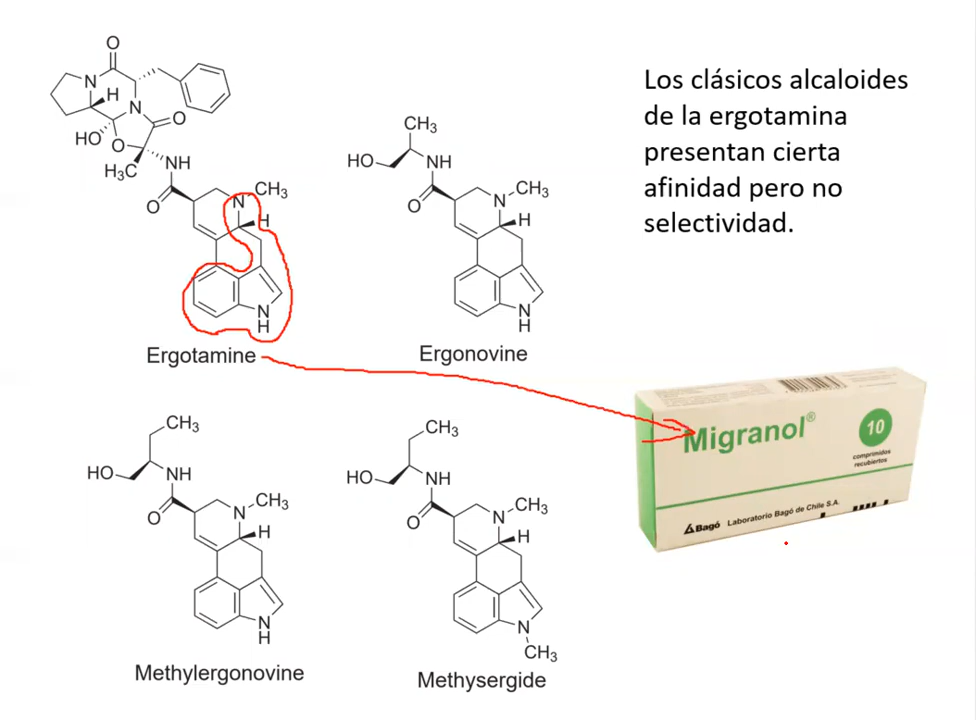 Los clásicos alcaloides
de la ergotamina
presentan cierta
afinidad pero no
selectividad.
O
N
H
N
O
HO
O
H₃C
NH
O
N
CH₃
H
N
H
Ergotamine
CH₃
HO
NH
O
N
CH₃
H
N
H
Ergonovine
CH₃
HO
NH
O
N
CH₃
H
N
H
Methylergonovine
CH₃
HO
NH
O
N
CH₃
H
N
CH₃
Methysergide
Migranol®
10
comprimidos
recubiertos
Bagó Laboratorio Bagó de Chile S.A.